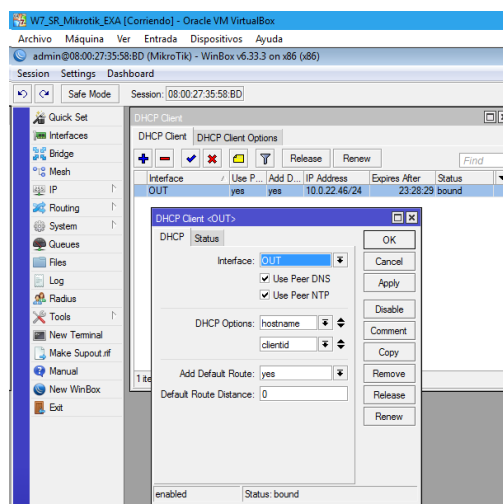 W7_SR_Mikrotik_EXA [Corriendo] - Oracle VM VirtualBox
Archivo Máquina Ver Entrada Dispositivos Ayuda
admin@08:00:27:35:58:BD (MikroTik) - WinBox v6.33.3 on x86 (x86)
Session Settings Dashboard
Safe Mode Session: 08:00:27:35:58:BD
Quick Set
Interfaces
Bridge
Mesh
IP
Routing
System
Queues
Files
Log
Radius
Tools
New Terminal
Make Supout.rif
Manual
New WinBox
Exit
DHCP Client
DHCP Client DHCP Client Options
Release Renew Find
Interface Use P... Add D... IP Address Expires After Status
OUT yes yes 10.0.22.46/24 23:28:29 bound
1 ite
DHCP Client <OUT>
DHCP Status
Interface: OUT
Use Peer DNS
Use Peer NTP
DHCP Options: hostname
clientid
Add Default Route: yes
Default Route Distance: 0
OK
Cancel
Apply
Disable
Comment
Copy
Remove
Release
Renew
enabled Status: bound